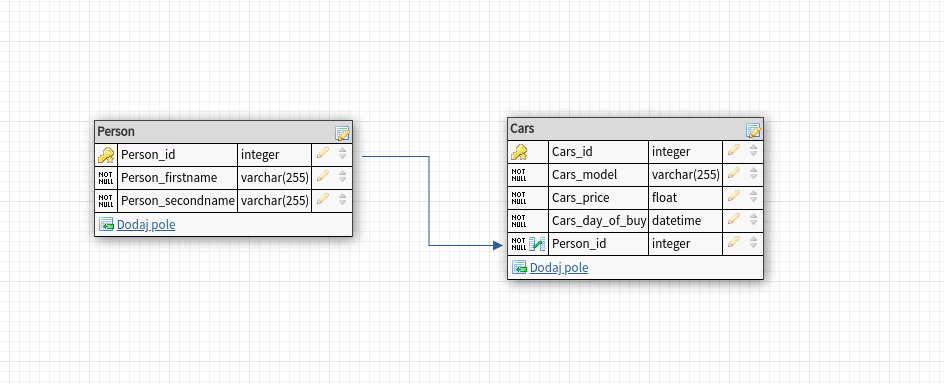 Person
Person_id integer
NOT NULL Person_firstname varchar(255)
NOT NULL Person_secondname varchar(255)
Dodaj pole
Cars
Cars_id integer
NOT NULL Cars_model varchar(255)
NOT NULL Cars_price float
NOT NULL Cars_day_of_buy datetime
NOT NULL Person_id integer
Dodaj pole